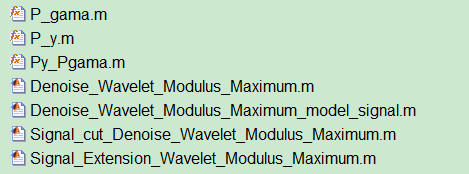 P_gama.m
P_y.m
Py_Pgama.m
Denoise_Wavelet_Modulus_Maximum.m
Denoise_Wavelet_Modulus_Maximum_model_signal.m
Signal_cut_Denoise_Wavelet_Modulus_Maximum.m
Signal_Extension_Wavelet_Modulus_Maximum.m